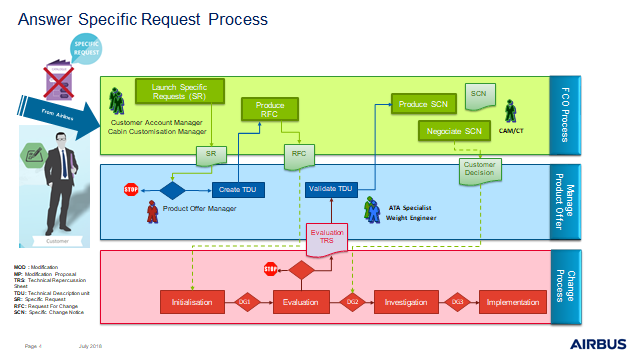 Answer Specific Request Process
SPECIFIC
REQUEST
From Airlines
Customer
Launch Specific
Requests (SR)
Customer Account Manager
Cabin Customisation Manager
Produce
RFC
Produce SCN
SCN
Negociate SCN
CAM/CT
FCO Process
SR
RFC
Customer
Decision
STOP
Create TDU
Product Offer Manager
Validate TDU
ATA Specialist
Weight Engineer
Manage
Product Offer
Evaluation
TRS
STOP
Initialisation
DG1
Evaluation
DG2
Investigation
DG3
Implementation
Change
Process
MOD : Modification
MP: Modification Proposal
TRS: Technical Repercussion
Sheet
TDU: Technical Description unit
SR: Specific Request
RFC: Request For Change
SCN: Specific Change Notice
Page 4
July 2018
AIRBUS